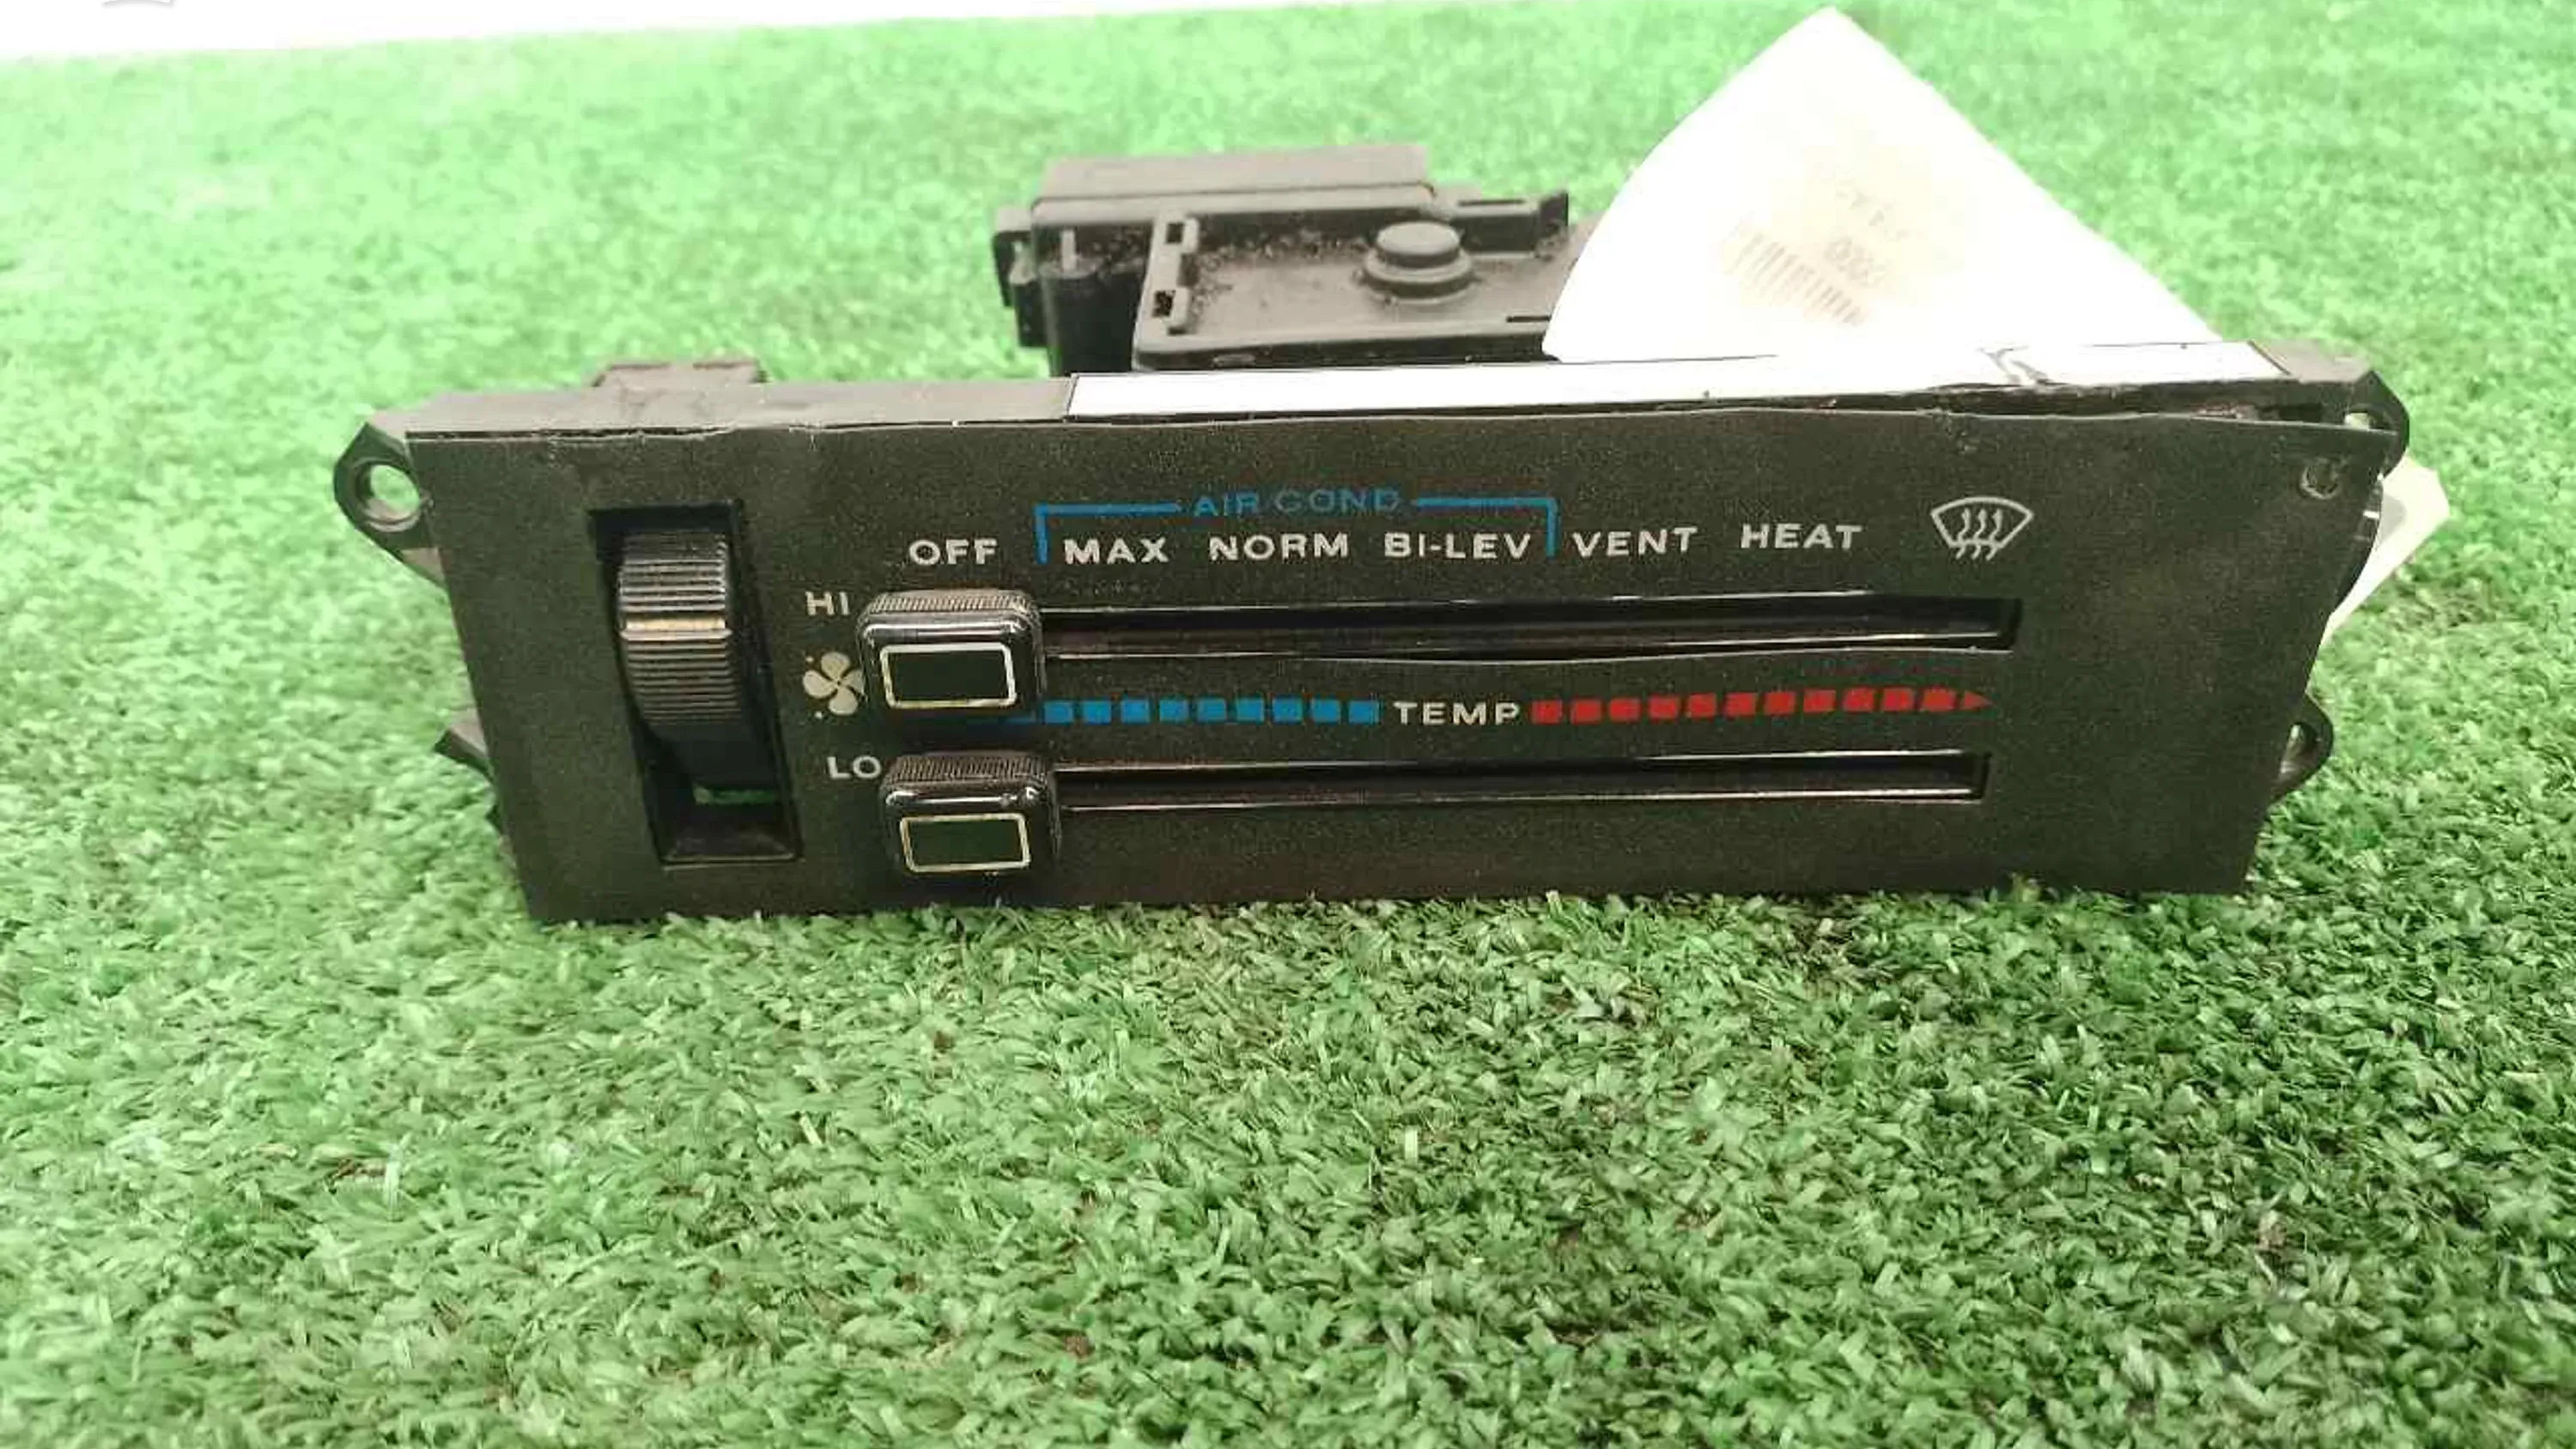 AIR COND
OFF MAX NORM BI-LEV VENT HEAT
HI
TEMP
LO